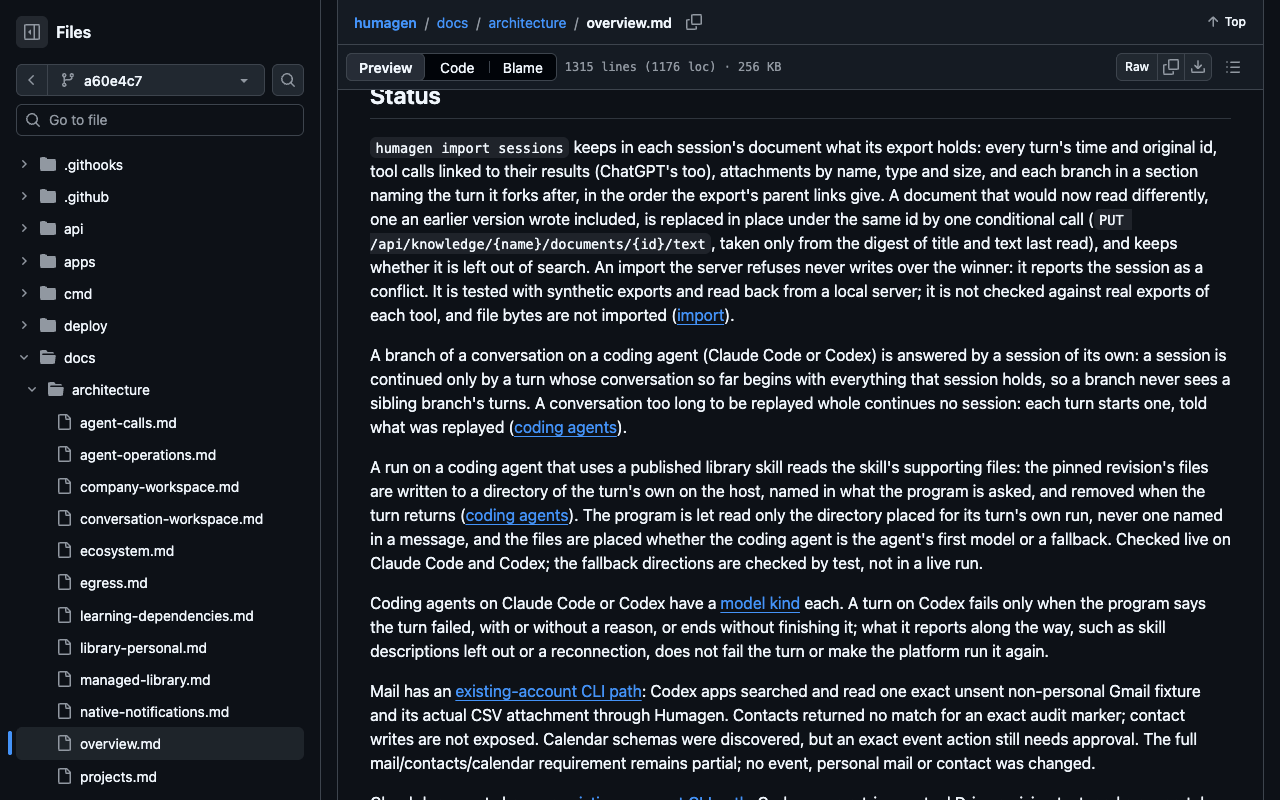 Files
a60e4c7
Go to file
.githooks
.github
api
apps
cmd
deploy
docs
architecture
agent-calls.md
agent-operations.md
company-workspace.md
conversation-workspace.md
ecosystem.md
egress.md
learning-dependencies.md
library-personal.md
managed-library.md
native-notifications.md
overview.md
projects.md
humagen / docs / architecture / overview.md
Top
Preview Code Blame 1315 lines (1176 loc) · 256 KB
Raw
Status
humagen import sessions keeps in each session's document what its export holds: every turn's time and original id,
tool calls linked to their results (ChatGPT's too), attachments by name, type and size, and each branch in a section
naming the turn it forks after, in the order the export's parent links give. A document that would now read differently,
one an earlier version wrote included, is replaced in place under the same id by one conditional call ( PUT
/api/knowledge/{name}/documents/{id}/text , taken only from the digest of title and text last read), and keeps
whether it is left out of search. An import the server refuses never writes over the winner: it reports the session as a
conflict. It is tested with synthetic exports and read back from a local server; it is not checked against real exports of
each tool, and file bytes are not imported (import).
A branch of a conversation on a coding agent (Claude Code or Codex) is answered by a session of its own: a session is
continued only by a turn whose conversation so far begins with everything that session holds, so a branch never sees a
sibling branch's turns. A conversation too long to be replayed whole continues no session: each turn starts one, told
what was replayed (coding agents).
A run on a coding agent that uses a published library skill reads the skill's supporting files: the pinned revision's files
are written to a directory of the turn's own on the host, named in what the program is asked, and removed when the
turn returns (coding agents). The program is let read only the directory placed for its turn's own run, never one named
in a message, and the files are placed whether the coding agent is the agent's first model or a fallback. Checked live on
Claude Code and Codex; the fallback directions are checked by test, not in a live run.
Coding agents on Claude Code or Codex have a model kind each. A turn on Codex fails only when the program says
the turn failed, with or without a reason, or ends without finishing it; what it reports along the way, such as skill
descriptions left out or a reconnection, does not fail the turn or make the platform run it again.
Mail has an existing-account CLI path: Codex apps searched and read one exact unsent non-personal Gmail fixture
and its actual CSV attachment through Humagen. Contacts returned no match for an exact audit marker; contact
writes are not exposed. Calendar schemas were discovered, but an exact event action still needs approval. The full
mail/contacts/calendar requirement remains partial; no event, personal mail or contact was changed.